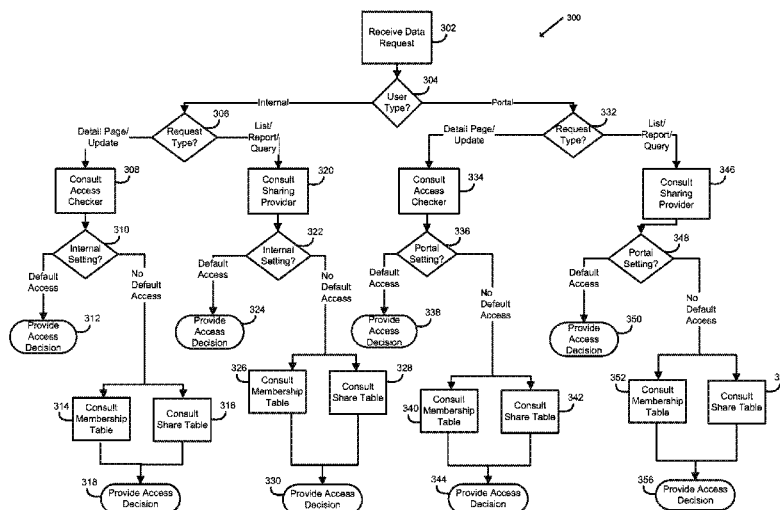 300
Receive Data
Request
302
User
Type?
304
Internal
Portal
Request
Type?
306
Detail Page/
Update
List/
Report/
Query
Request
Type?
332
Detail Page/
Update
List/
Report/
Query
Consult
Access
Checker
308
Consult
Sharing
Provider
320
Consult
Access
Checker
334
Consult
Sharing
Provider
346
Internal
Setting?
310
Internal
Setting?
322
Portal
Setting?
336
Portal
Setting?
348
Default
Access
No
Default
Access
Default
Access
No
Default
Access
Default
Access
No
Default
Access
Default
Access
No
Default
Access
Provide
Access
Decision
312
Provide
Access
Decision
324
Provide
Access
Decision
338
Provide
Access
Decision
350
314
Consult
Membership
Table
Consult
Share Table
316
326
Consult
Membership
Table
Consult
Share Table
328
340
Consult
Membership
Table
Consult
Share Table
342
352
Consult
Membership
Table
Consult
Share Table
3
318
Provide Access
Decision
330
Provide Access
Decision
344
Provide Access
Decision
356
Provide Access
Decision